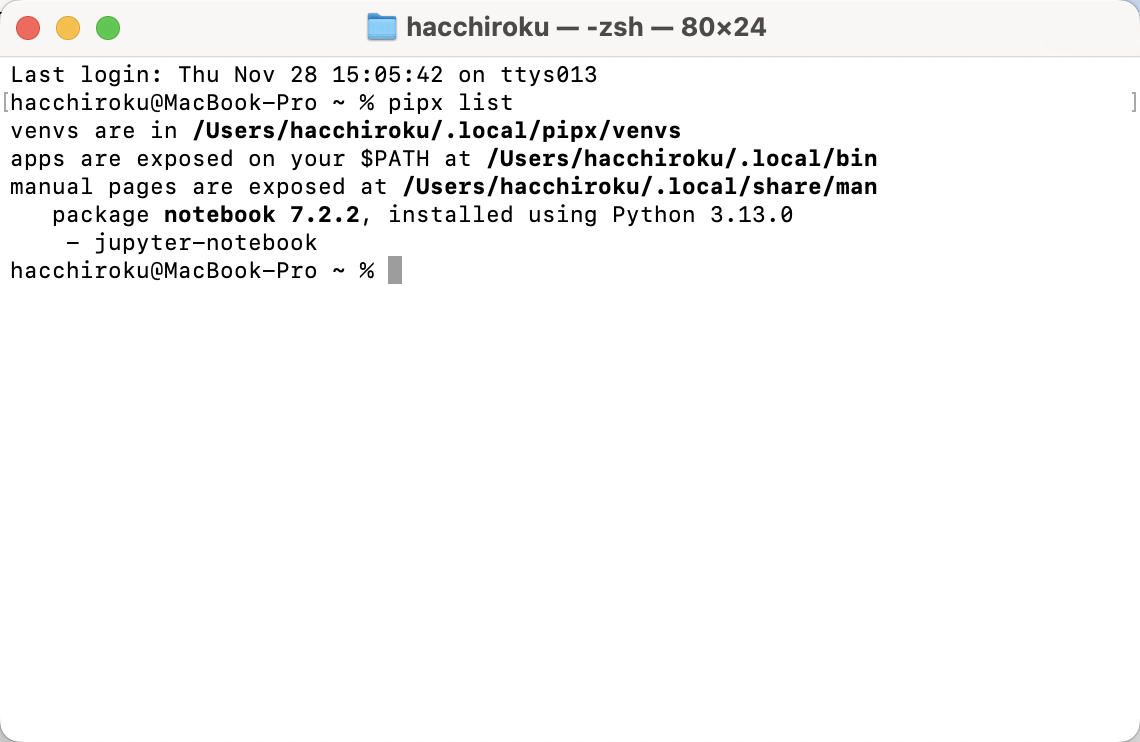 hacchiroku — -zsh — 80×24
Last login: Thu Nov 28 15:05:42 on ttys013
[hacchiroku@MacBook-Pro ~ % pipx list ]
venvs are in /Users/hacchiroku/.local/pipx/venvs
apps are exposed on your $PATH at /Users/hacchiroku/.local/bin
manual pages are exposed at /Users/hacchiroku/.local/share/man
   package notebook 7.2.2, installed using Python 3.13.0
    - jupyter-notebook
hacchiroku@MacBook-Pro ~ %